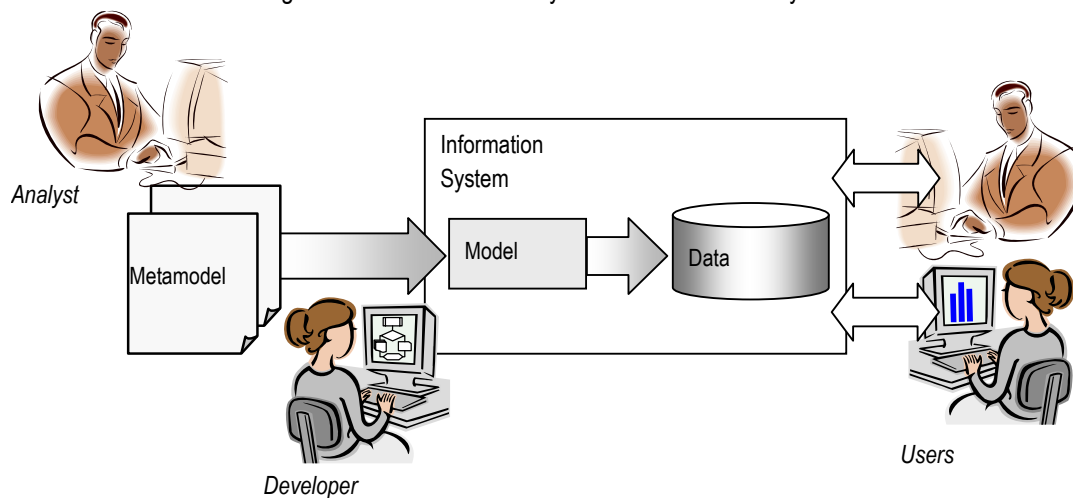 Information
System
Analyst
Metamodel
Model
Data
Users
Developer